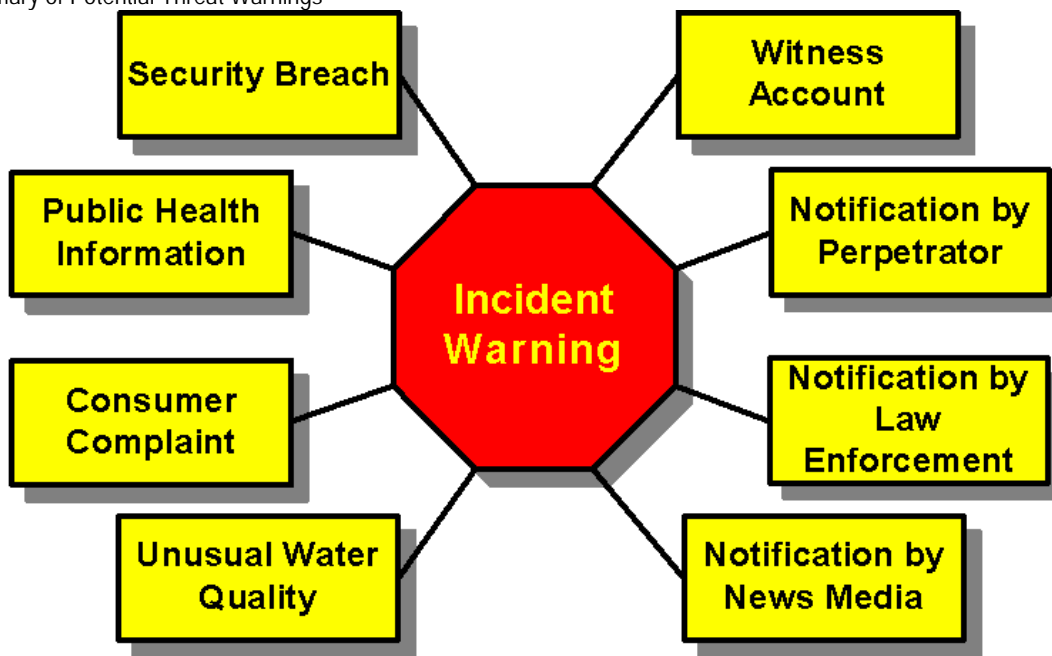 of Potential Threat Warnings
Security Breach
Witness
Account
Public Health
Information
Notification by
Perpetrator
Incident
Warning
Consumer
Complaint
Notification by
Law
Enforcement
Unusual Water
Quality
Notification by
News Media